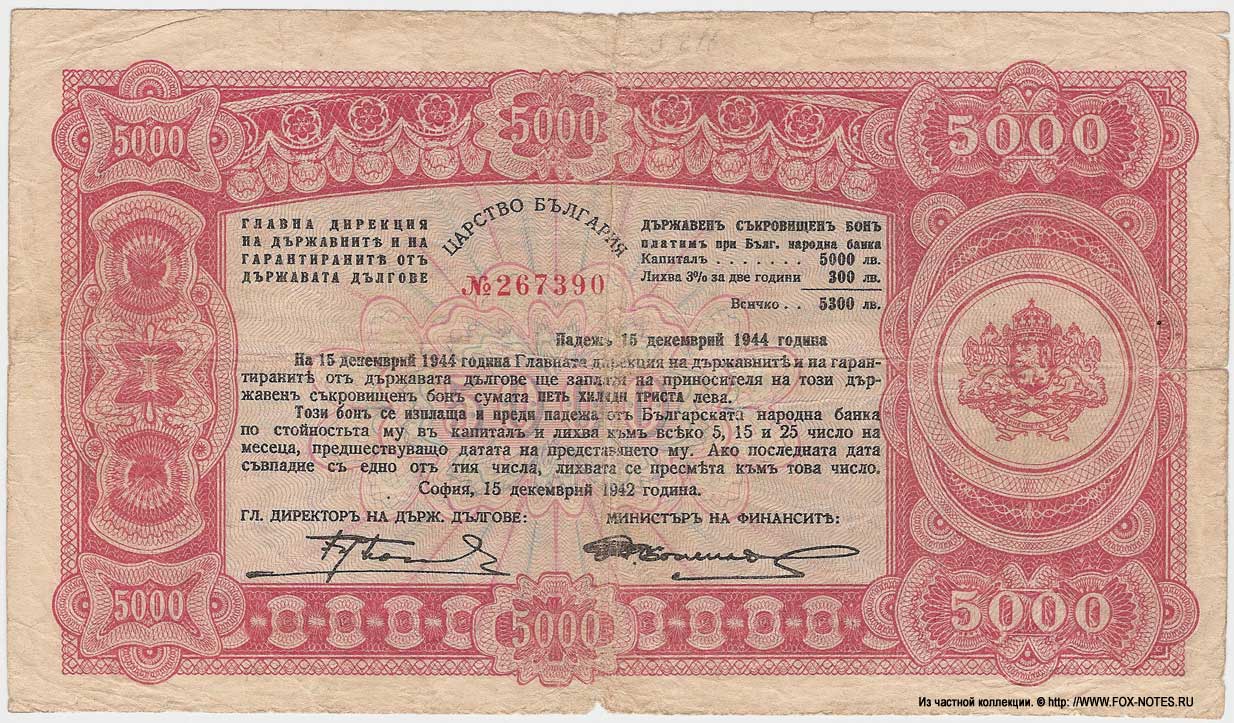 5000
5000
5000
ЦАРСТВО БЪЛГАРИЯ
ГЛАВНА ДИРЕКЦИЯ
НА ДЪРЖАВНИТѢ И НА
ГАРАНТИРАНИТѢ ОТЪ
ДЪРЖАВАТА ДЪЛГОВЕ
№267390
ДЪРЖАВЕНЪ СЪКРОВИЩЕНЪ БОНЪ
платимъ при Бълг. народна банка
Капиталъ . . . . . . . 5000 лв.
Лихва 3% за две години 300 лв.
Всичко . . 5300 лв.
Падежъ 15 декемврий 1944 година
На 15 декемврий 1944 година Главната дирекция на държавнитѣ и на гаран-
тиранитѣ отъ държавата дългове ще заплати на приносителя на този дър-
жавенъ съкровищенъ бонъ сумата ПЕТЬ ХИЛЯДИ ТРИСТА лева.
Този бонъ се изплаща и преди падежа отъ Българската народна банка
по стойностьта му въ капиталъ и лихва къмъ всѣко 5, 15 и 25 число на
месеца, предшествуващо датата на представянето му. Ако последната дата
съвпадне съ едно отъ тия числа, лихвата се пресмѣта къмъ това число.
София, 15 декемврий 1942 година.
ГЛ. ДИРЕКТОРЪ НА ДЪРЖ. ДЪЛГОВЕ:
МИНИСТЪРЪ НА ФИНАНСИТѢ:
5000
5000
5000
Из частной коллекции. © http: //WWW.FOX-NOTES.RU